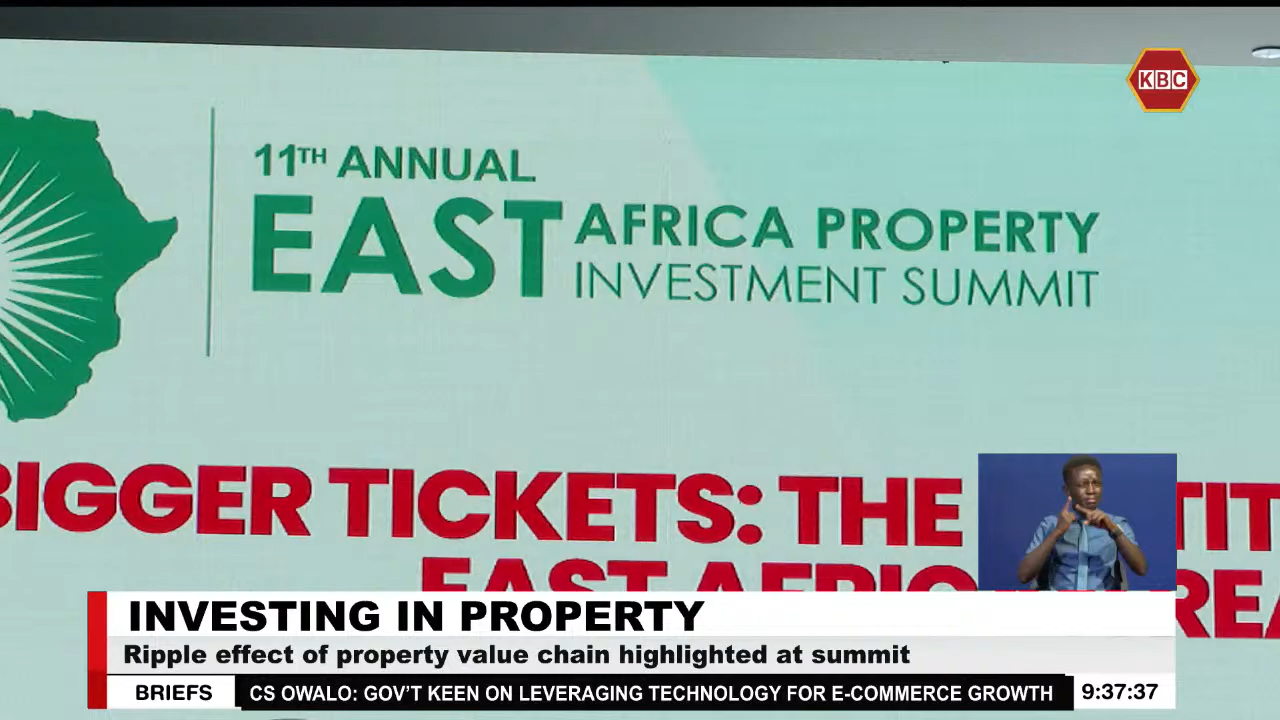 KBC
11TH ANNUAL
EAST AFRICA PROPERTY
INVESTMENT SUMMIT
BIGGER TICKETS: THE
EAST
INVESTING IN PROPERTY
Ripple effect of property value chain highlighted at summit
BRIEFS CS OWALO: GOV'T KEEN ON LEVERAGING TECHNOLOGY FOR E-COMMERCE GROWTH 9:37:37